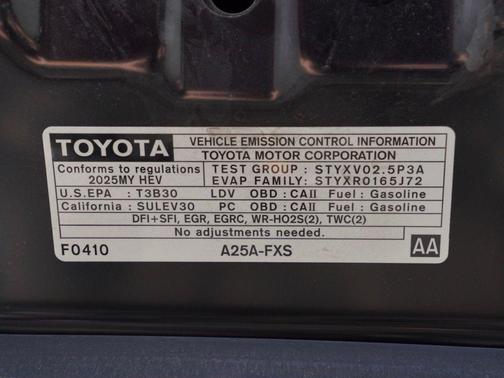 TOYOTA VEHICLE EMISSION CONTROL INFORMATION
TOYOTA MOTOR CORPORATION
Conforms to regulations TEST GROUP : STYXV02.5P3A
2025MY HEV EVAP FAMILY: STYXR0165J72
U.S.EPA : T3B30 LDV OBD : CAII Fuel : Gasoline
California : SULEV30 PC OBD : CAII Fuel : Gasoline
DFI+SFI, EGR, EGRC, WR-HO2S(2), TWC(2)
No adjustments needed.
F0410 A25A-FXS AA